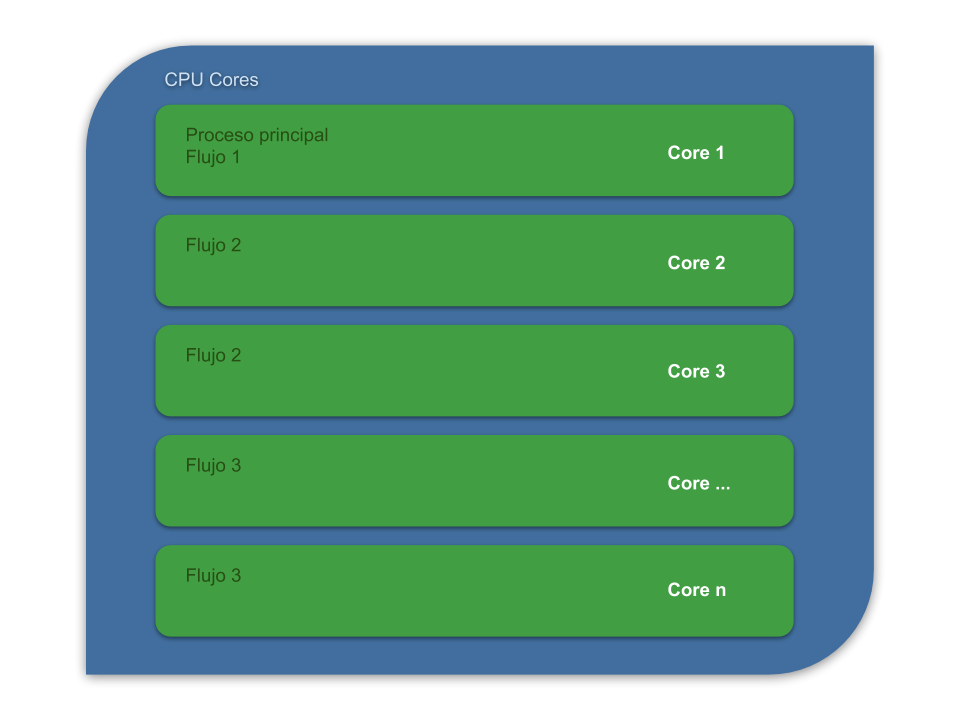 CPU Cores
Proceso principal
Flujo 1
Core 1
Flujo 2
Core 2
Flujo 2
Core 3
Flujo 3
Core ...
Flujo 3
Core n